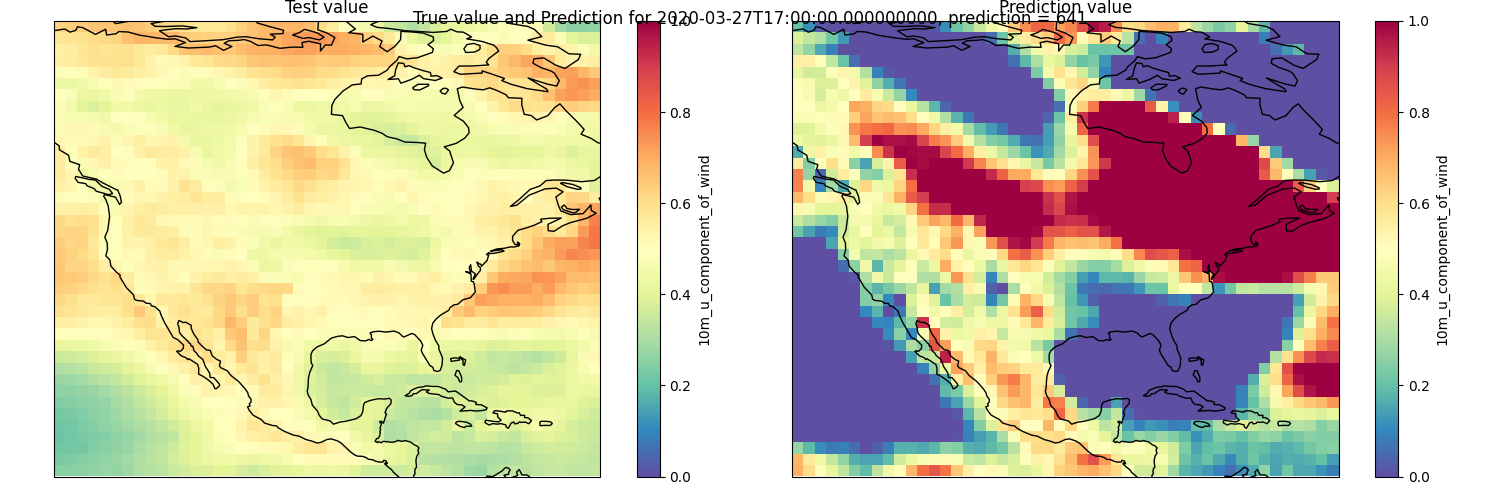 Test value
True value and Prediction for 2020-03-27T17:00:00.000000000 prediction = 641
Prediction value
1.0
0.8
0.6
0.4
0.2
0.0
10m_u_component_of_wind
1.0
0.8
0.6
0.4
0.2
0.0
10m_u_component_of_wind